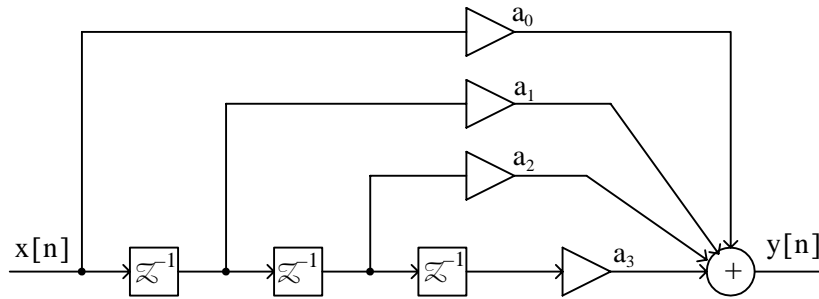 a₀
a₁
a₂
x[n]
𝒵⁻¹
𝒵⁻¹
𝒵⁻¹
a₃
+
y[n]